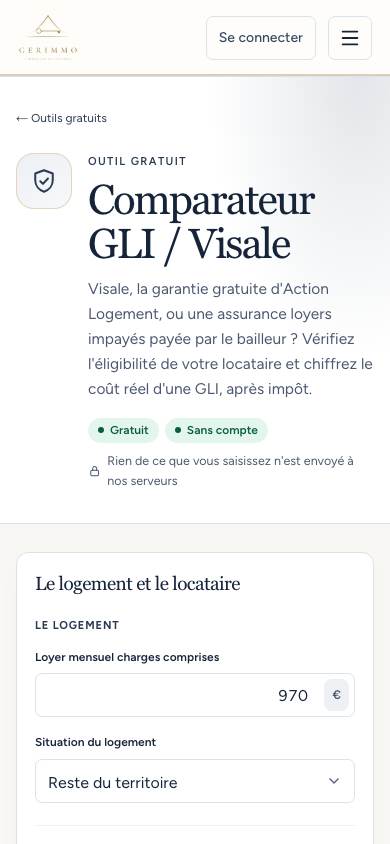 GERIMMO
Se connecter
← Outils gratuits
OUTIL GRATUIT
Comparateur
GLI / Visale
Visale, la garantie gratuite d'Action
Logement, ou une assurance loyers
impayés payée par le bailleur ? Vérifiez
l'éligibilité de votre locataire et chiffrez le
coût réel d'une GLI, après impôt.
Gratuit
Sans compte
Rien de ce que vous saisissez n'est envoyé à
nos serveurs
Le logement et le locataire
LE LOGEMENT
Loyer mensuel charges comprises
970 €
Situation du logement
Reste du territoire